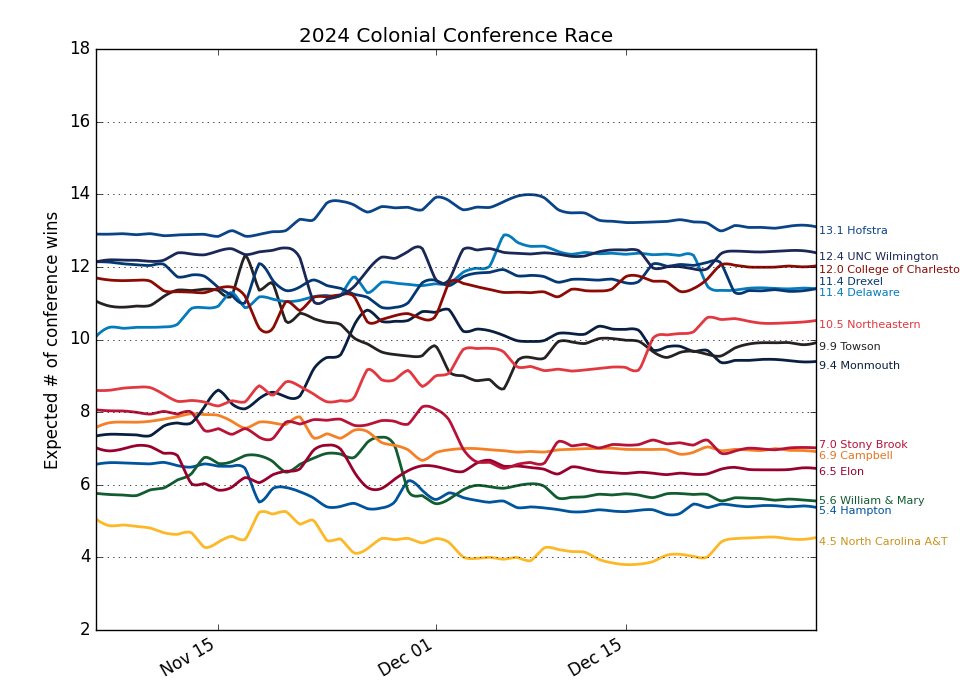 2024 Colonial Conference Race
Expected # of conference wins
18
16
14
12
10
8
6
4
2
Nov 15
Dec 01
Dec 15
13.1 Hofstra
12.4 UNC Wilmington
12.0 College of Charlesto
11.4 Drexel
11.4 Delaware
10.5 Northeastern
9.9 Towson
9.4 Monmouth
7.0 Stony Brook
6.9 Campbell
6.5 Elon
5.6 William & Mary
5.4 Hampton
4.5 North Carolina A&T